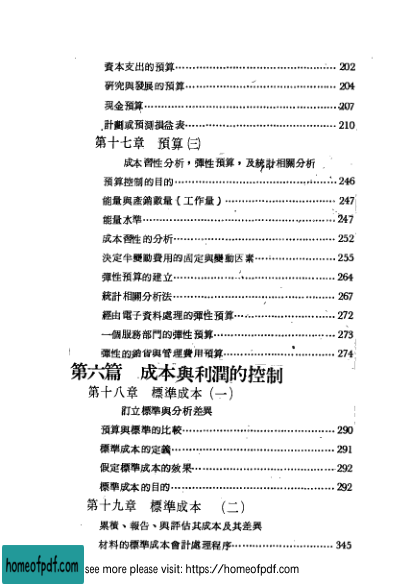 資本支出的預算 202
研究與發展的預算 204
現金預算 207
計劃或預測損益表 210
第十七章 預算(三)
成本習性分析，彈性預算，及統計相關分析
預算控制的目的 246
能量與產銷數量(工作量) 247
能量水準 247
成本習性的分析 252
決定半變動費用的固定與變動因素 255
彈性預算的建立 264
統計相關分析法 267
經由電子資料處理的彈性預算 272
一個服務部門的彈性預算 273
彈性的銷售與管理費用預算 274
第六篇 成本與利潤的控制
第十八章 標準成本(一)
訂立標準與分析差異
預算與標準的比較 290
標準成本的定義 291
假定標準成本的效果 292
標準成本的目的 292
第十九章 標準成本 (二)
累積、報告、與評估其成本及其差異
材料的標準成本會計處理程序 345
homeofpdf.com
see more please visit: https://homeofpdf.com